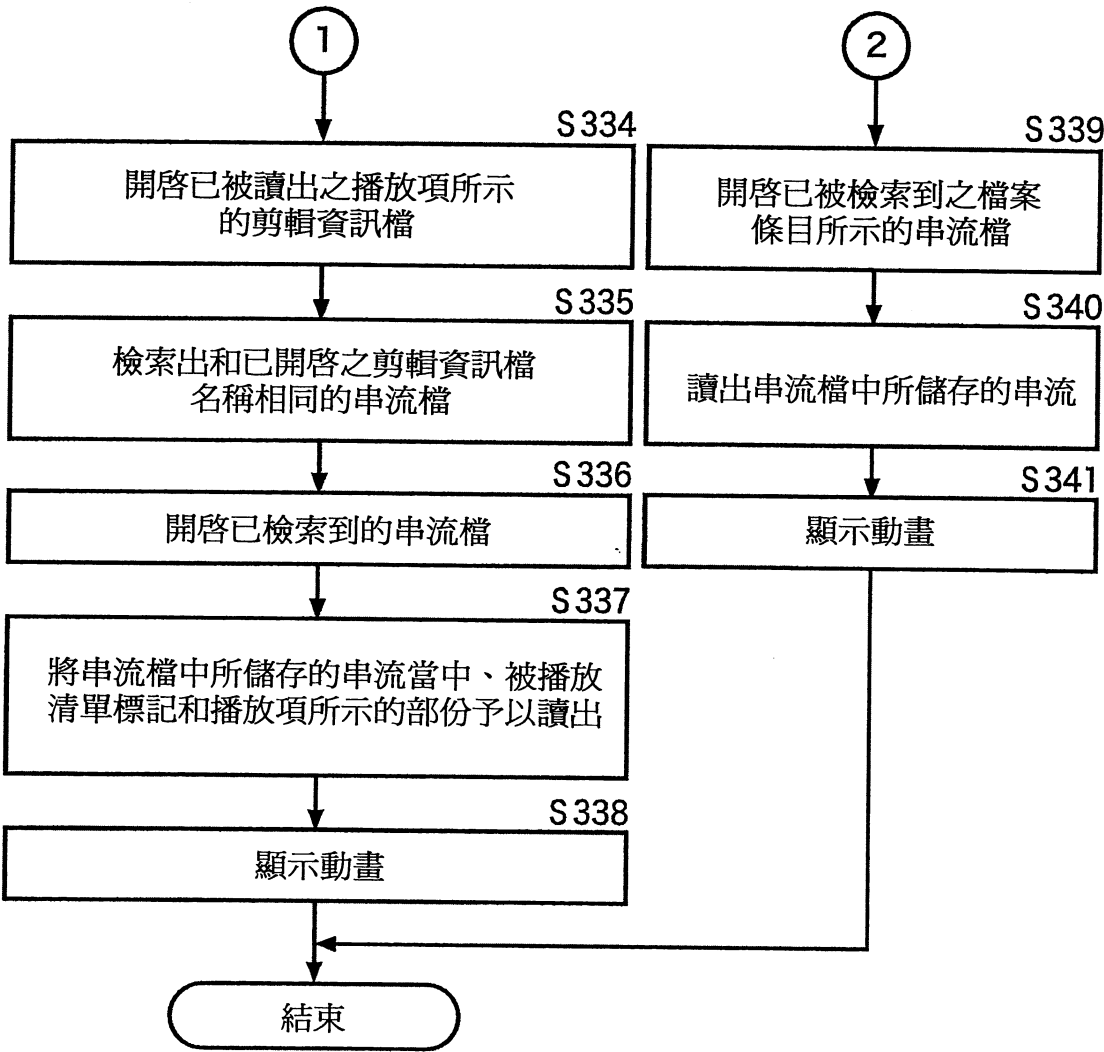 1
S334
開啓已被讀出之播放項所示
的剪輯資訊檔
S335
檢索出和已開啓之剪輯資訊檔
名稱相同的串流檔
S336
開啓已檢索到的串流檔
S337
將串流檔中所儲存的串流當中、被播放
清單標記和播放項所示的部份予以讀出
S338
顯示動畫
結束
2
S339
開啓已被檢索到之檔案
條目所示的串流檔
S340
讀出串流檔中所儲存的串流
S341
顯示動畫